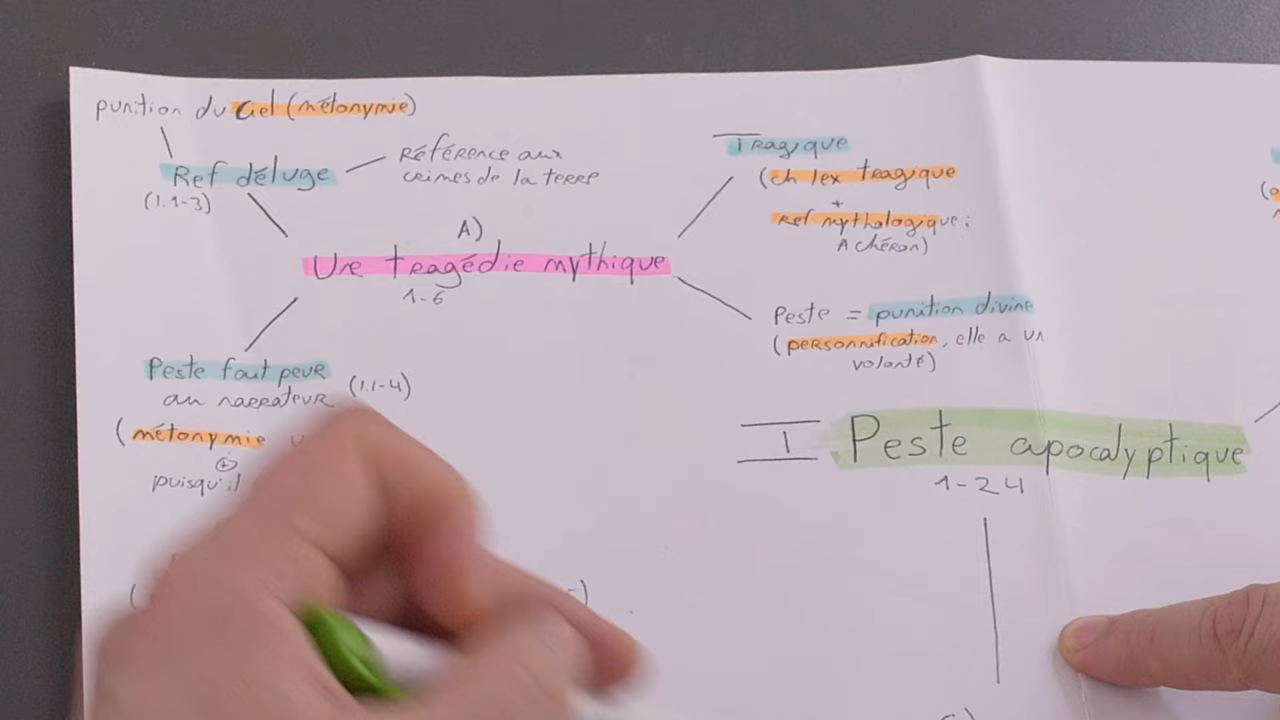 punition du ciel (métonymie)
Ref déluge
(l.1-3)
Référence aux
crimes de la terre
A)
Une tragédie mythique
1-6
Tragique
(ch lex tragique
+
Ref mythologique :
Achéron)
Peste = punition divine
(personnification, elle a un
volonté)
Peste fait peur
au narrateur (l.1-4)
(métonymie
+
puisqu'il
I Peste apocalyptique
1-24